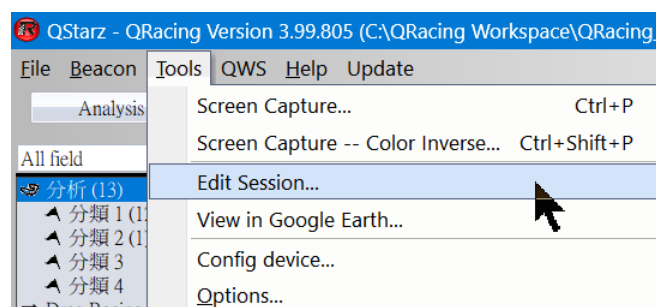 QStarz - QRacing Version 3.99.805 (C:\QRacing Workspace\QRacing_
File Beacon Tools QWS Help Update
Analysis
All field
分析 (13)
分類 1
分類 2
分類 3
分類 4
Screen Capture... Ctrl+P
Screen Capture -- Color Inverse... Ctrl+Shift+P
Edit Session...
View in Google Earth...
Config device...
Options...